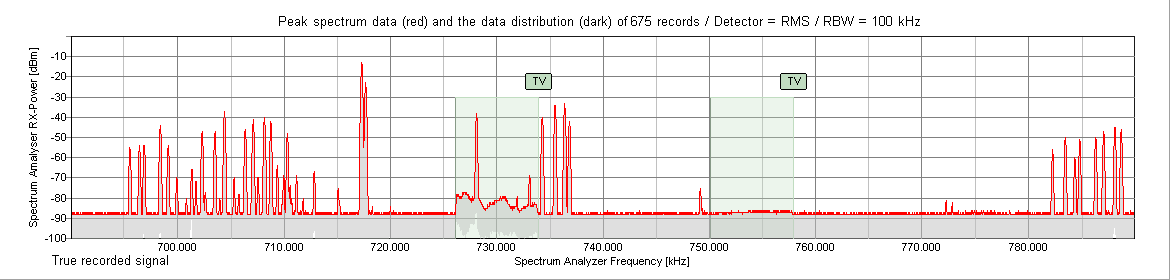 Peak spectrum data (red) and the data distribution (dark) of 675 records / Detector = RMS / RBW = 100 kHz
Spectrum Analyser RX-Power [dBm]
-10
-20
-30
-40
-50
-60
-70
-80
-90
-100
TV
TV
700.000 710.000 720.000 730.000 740.000 750.000 760.000 770.000 780.000
True recorded signal
Spectrum Analyzer Frequency [kHz]